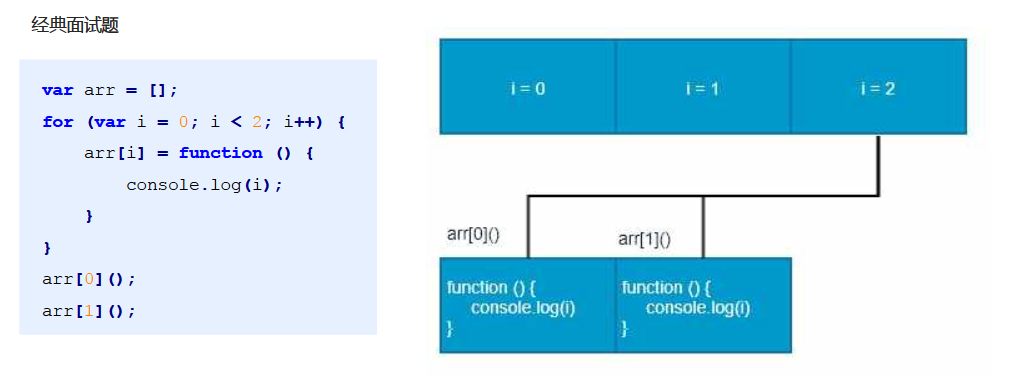 经典面试题
var arr = [];
for (var i = 0; i < 2; i++) {
    arr[i] = function () {
        console.log(i);
    }
}
arr[0]();
arr[1]();
i = 0
i = 1
i = 2
arr[0]()
arr[1]()
function () {
    console.log(i)
}
function () {
    console.log(i)
}